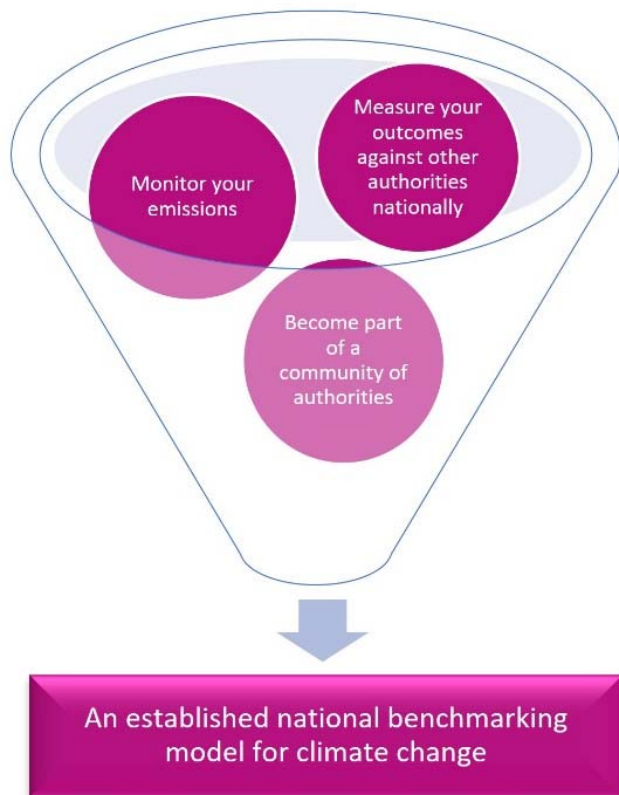 Monitor your
emissions
Measure your
outcomes
against other
authorities
nationally
Become part
of a
community of
authorities
An established national benchmarking
model for climate change